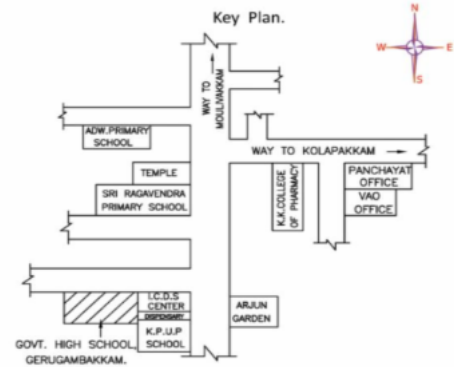 Key Plan.
N
W E
S
WAY TO
MOULIVAKKAM
ADW.PRIMARY
SCHOOL
WAY TO KOLAPAKKAM
TEMPLE
SRI RAGAVENDRA
PRIMARY SCHOOL
K.K.COLLEGE
OF PHARMACY
PANCHAYAT
OFFICE
VAO
OFFICE
I.C.D.S
CENTER
DISPENSARY
K.P.U.P
SCHOOL
ARJUN
GARDEN
GOVT. HIGH SCHOOL,
GERUGAMBAKKAM.